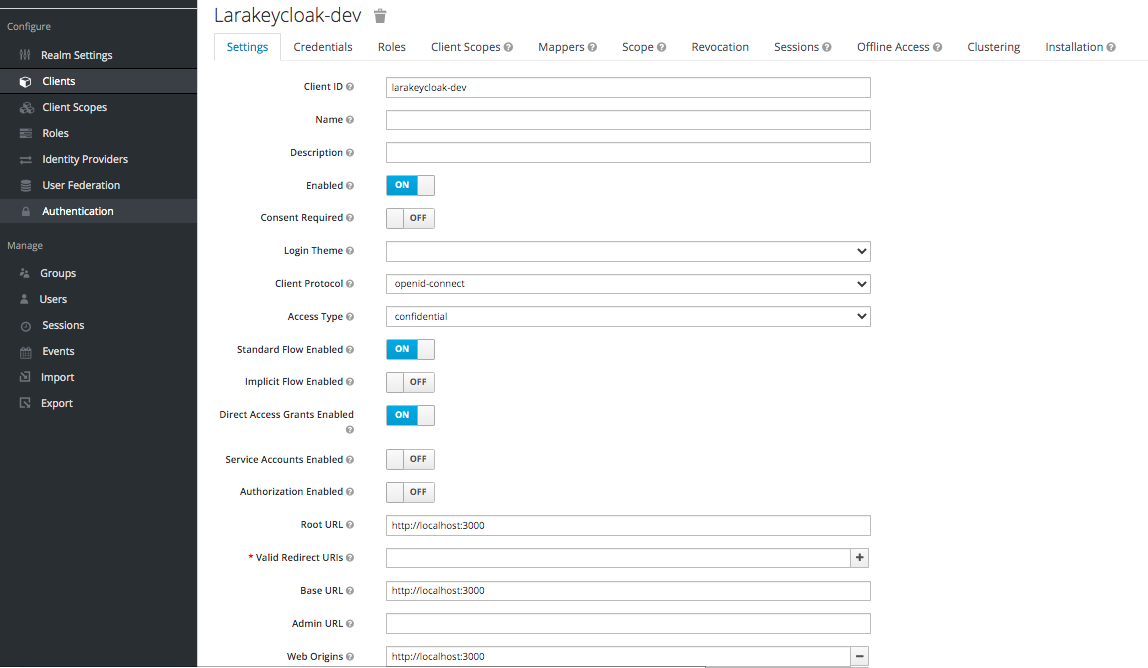 Larakeycloak-dev
Configure
Realm Settings
Clients
Client Scopes
Roles
Identity Providers
User Federation
Authentication
Manage
Groups
Users
Sessions
Events
Import
Export
Settings Credentials Roles Client Scopes Mappers Scope Revocation Sessions Offline Access Clustering Installation
Client ID larakeycloak-dev
Name
Description
Enabled ON
Consent Required OFF
Login Theme
Client Protocol openid-connect
Access Type confidential
Standard Flow Enabled ON
Implicit Flow Enabled OFF
Direct Access Grants Enabled ON
Service Accounts Enabled OFF
Authorization Enabled OFF
Root URL http://localhost:3000
* Valid Redirect URIs +
Base URL http://localhost:3000
Admin URL
Web Origins http://localhost:3000 −